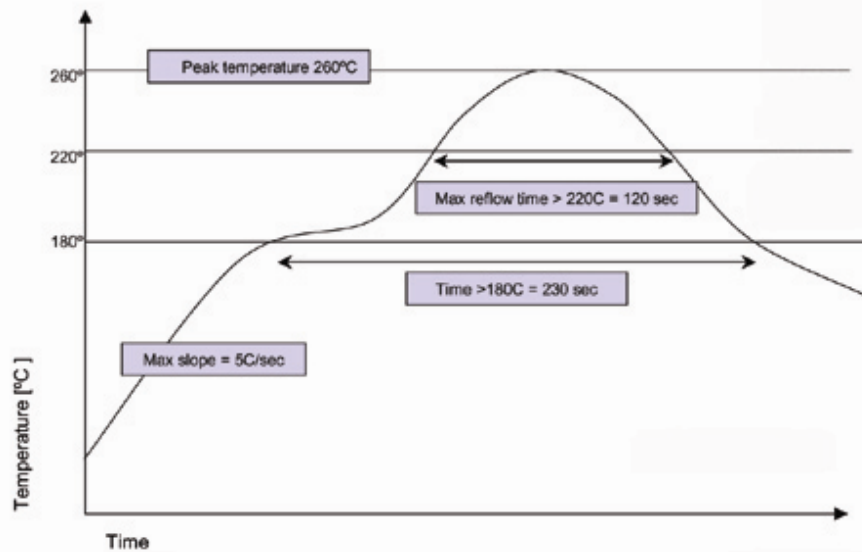 Peak temperature 260ºC
260º
220º
Max reflow time > 220C = 120 sec
180º
Time >180C = 230 sec
Max slope = 5C/sec
Temperature [ºC ]
Time